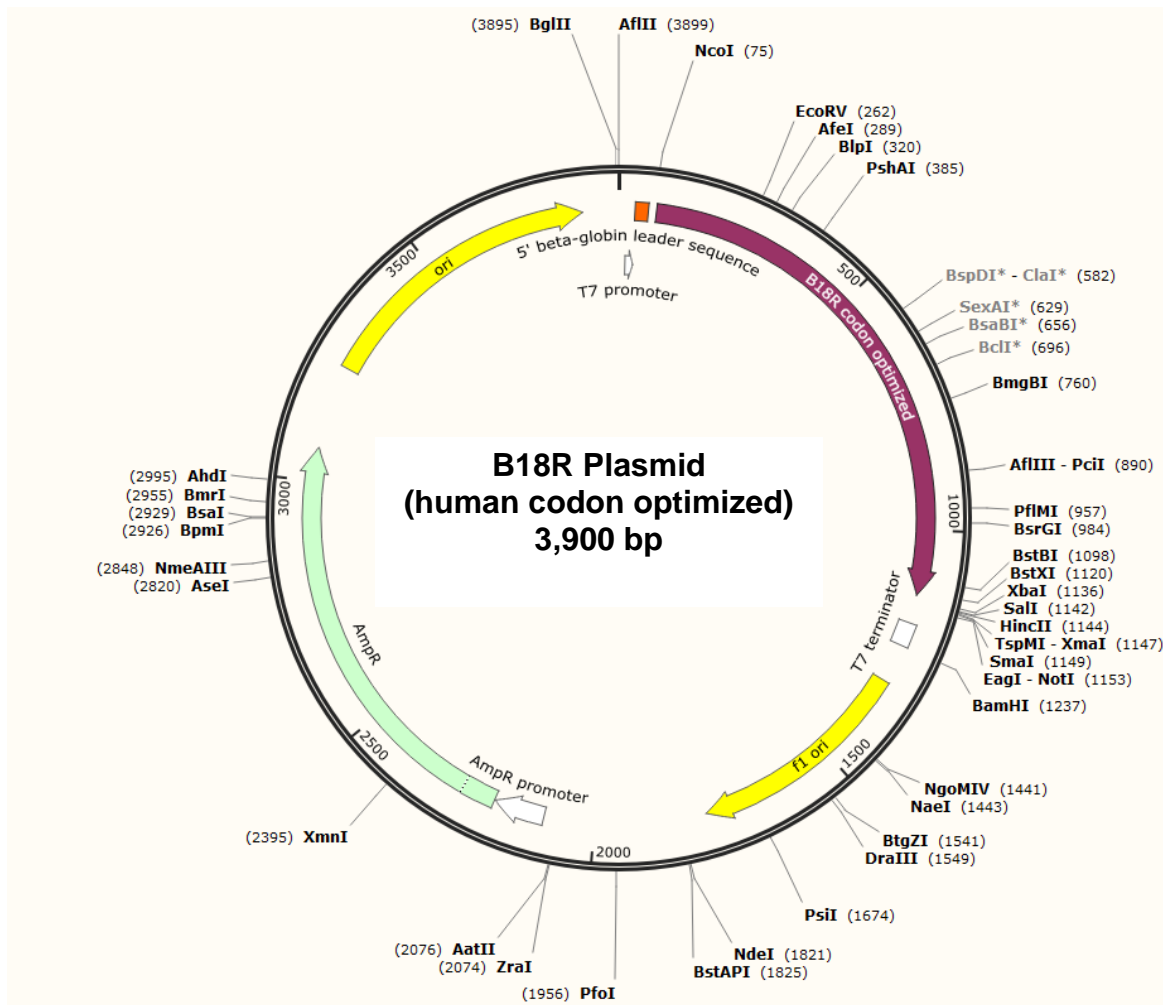 (3895) BglII
AflII (3899)
NcoI (75)
EcoRV (262)
AfeI (289)
BlpI (320)
PshAI (385)
BspDI* - ClaI* (582)
SexAI* (629)
BsaBI* (656)
BclI* (696)
BmgBI (760)
AflIII - PciI (890)
PflMI (957)
BsrGI (984)
BstBI (1098)
BstXI (1120)
XbaI (1136)
SalI (1142)
HincII (1144)
TspMI - XmaI (1147)
SmaI (1149)
EagI - NotI (1153)
BamHI (1237)
NgoMIV (1441)
NaeI (1443)
BtgZI (1541)
DraIII (1549)
PsiI (1674)
NdeI (1821)
BstAPI (1825)
(1956) PfoI
(2074) ZraI
(2076) AatII
(2395) XmnI
(2820) AseI
(2848) NmeAIII
(2926) BpmI
(2929) BsaI
(2955) BmrI
(2995) AhdI
500
1000
1500
2000
2500
3000
3500
5' beta-globin leader sequence
T7 promoter
B18R codon optimized
T7 terminator
f1 ori
AmpR promoter
AmpR
ori
B18R Plasmid
(human codon optimized)
3,900 bp